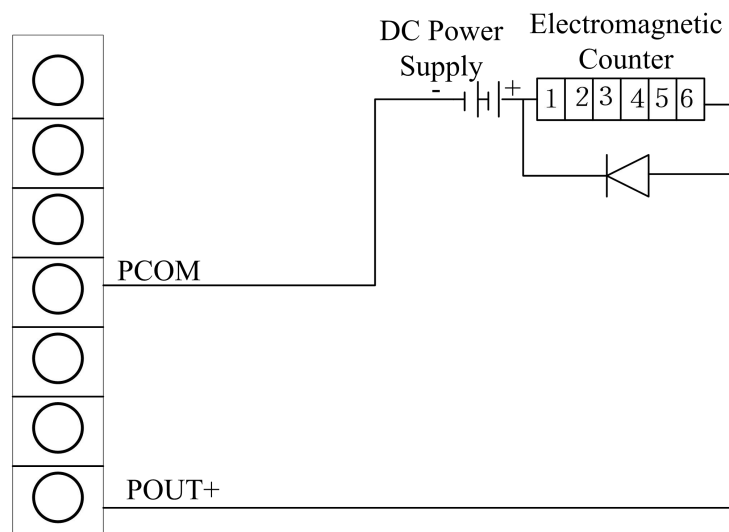 DC Power
Supply
Electromagnetic
Counter
- +
1 2 3 4 5 6
PCOM
POUT+